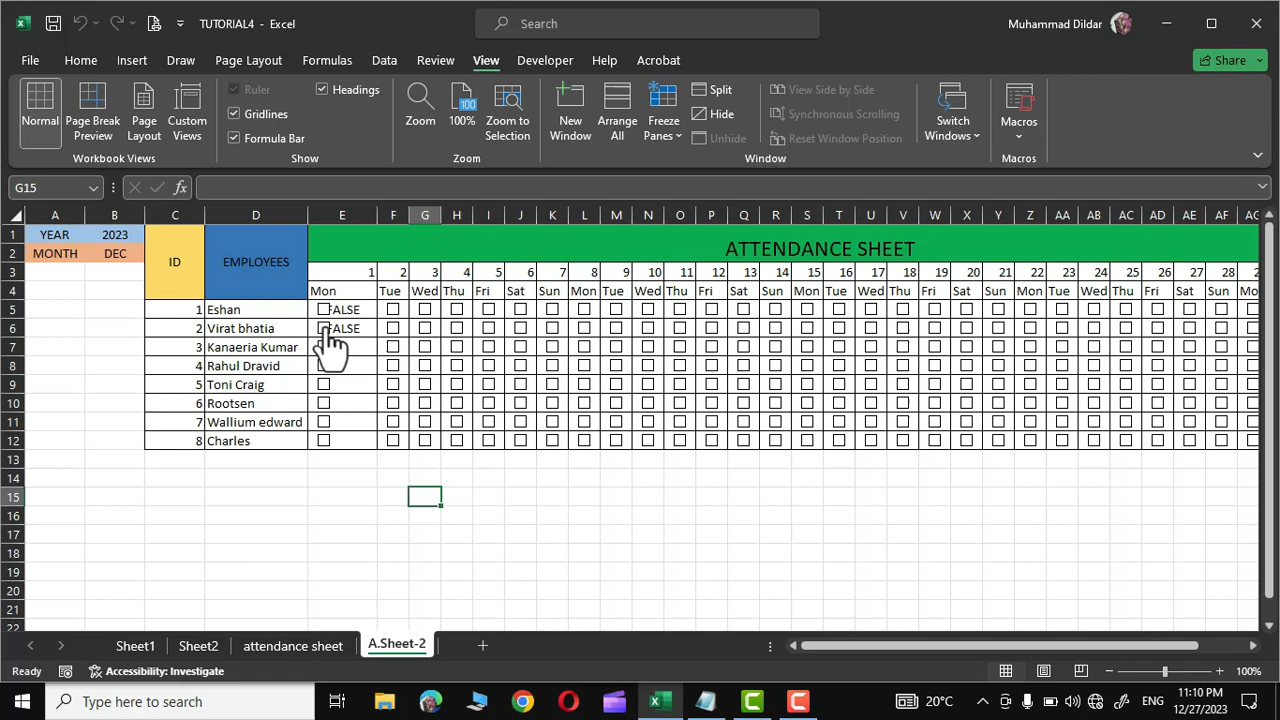 TUTORIAL4 - Excel
Search
Muhammad Dildar
File Home Insert Draw Page Layout Formulas Data Review View Developer Help Acrobat Share
Normal
Page Break Preview
Page Layout
Custom Views
Workbook Views
Ruler
Gridlines
Formula Bar
Headings
Show
Zoom
100
100%
Zoom to Selection
Zoom
New Window
Arrange All
Freeze Panes
Split
Hide
Unhide
View Side by Side
Synchronous Scrolling
Reset Window Position
Window
Switch Windows
Macros
Macros
G15 fx
A B C D E F G H I J K L M N O P Q R S T U V W X Y Z AA AB AC AD AE AF AG
1 YEAR 2023 ID EMPLOYEES ATTENDANCE SHEET
2 MONTH DEC
3 1 2 3 4 5 6 7 8 9 10 11 12 13 14 15 16 17 18 19 20 21 22 23 24 25 26 27 28
4 Mon Tue Wed Thu Fri Sat Sun Mon Tue Wed Thu Fri Sat Sun Mon Tue Wed Thu Fri Sat Sun Mon Tue Wed Thu Fri Sat Sun Mo
5 1 Eshan FALSE
6 2 Virat bhatia FALSE
7 3 Kanaeria Kumar
8 4 Rahul Dravid
9 5 Toni Craig
10 6 Rootsen
11 7 Wallium edward
12 8 Charles
13
14
15
16
17
18
19
20
21
22
Sheet1 Sheet2 attendance sheet A.Sheet-2
Ready Accessibility: Investigate 100%
Type here to search
20°C
ENG
11:10 PM
12/27/2023